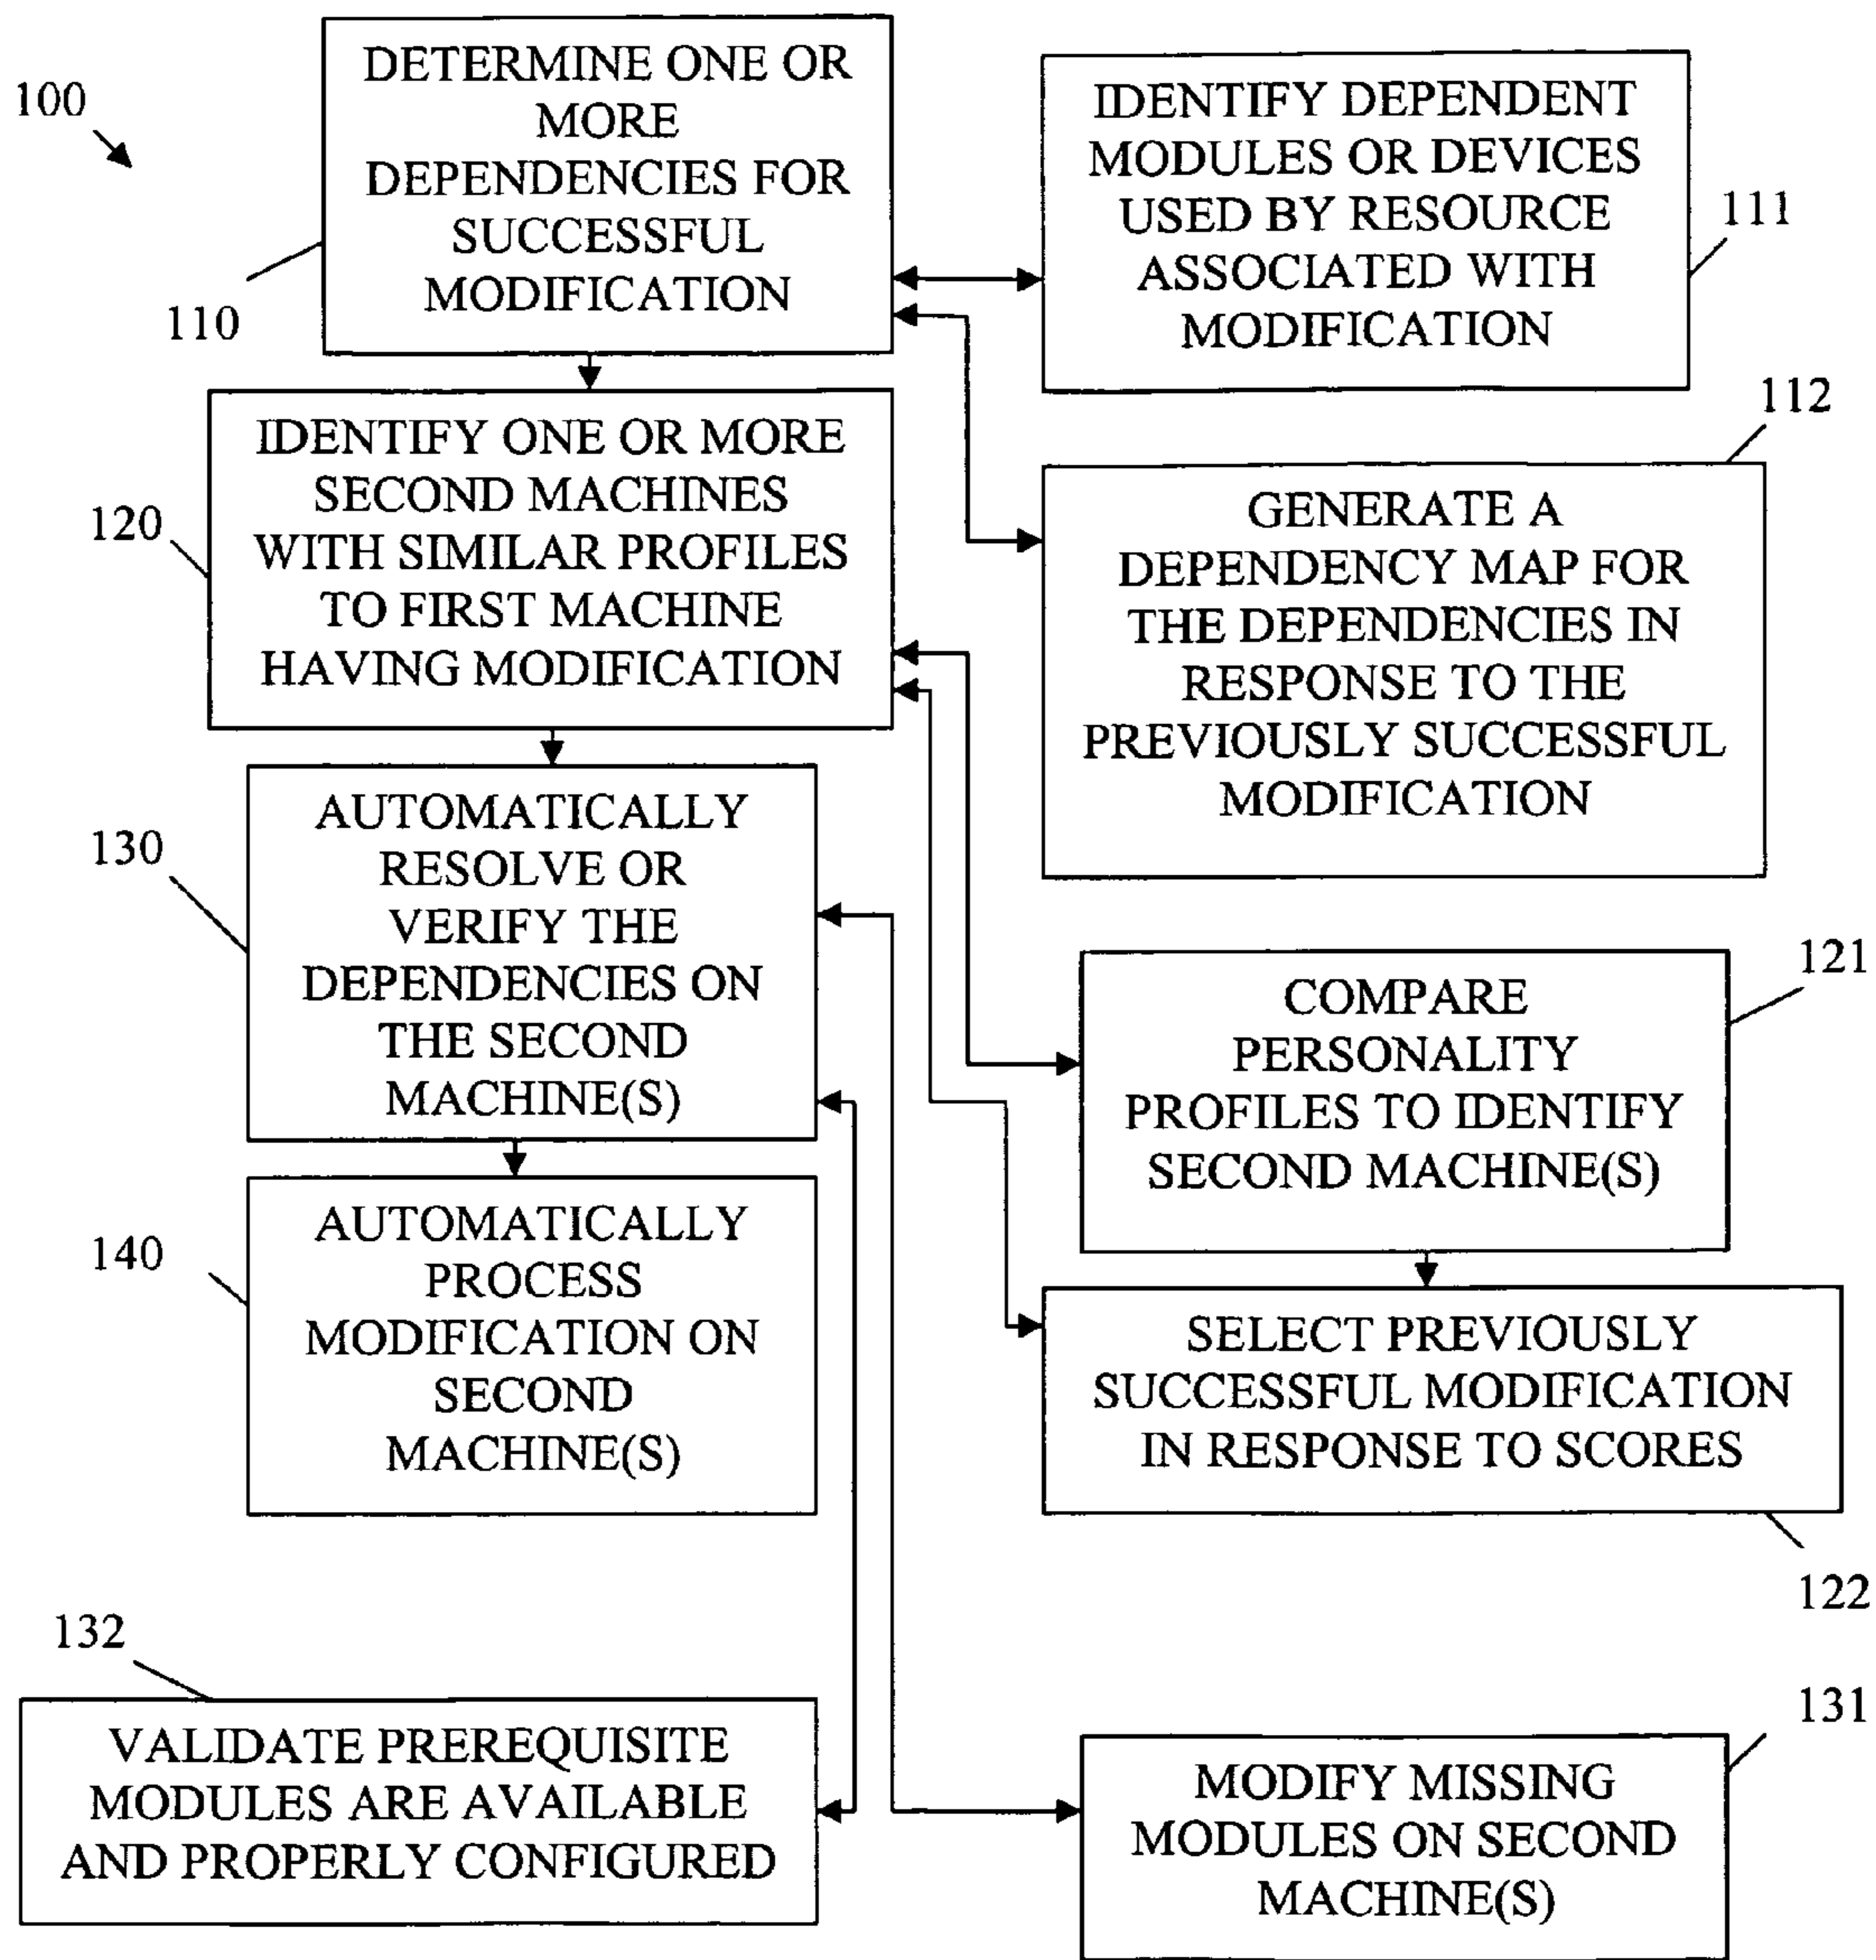 100
DETERMINE ONE OR
MORE
DEPENDENCIES FOR
SUCCESSFUL
MODIFICATION
110
IDENTIFY DEPENDENT
MODULES OR DEVICES
USED BY RESOURCE
ASSOCIATED WITH
MODIFICATION
111
112
IDENTIFY ONE OR MORE
SECOND MACHINES
WITH SIMILAR PROFILES
TO FIRST MACHINE
HAVING MODIFICATION
120
GENERATE A
DEPENDENCY MAP FOR
THE DEPENDENCIES IN
RESPONSE TO THE
PREVIOUSLY SUCCESSFUL
MODIFICATION
130
AUTOMATICALLY
RESOLVE OR
VERIFY THE
DEPENDENCIES ON
THE SECOND
MACHINE(S)
121
COMPARE
PERSONALITY
PROFILES TO IDENTIFY
SECOND MACHINE(S)
140
AUTOMATICALLY
PROCESS
MODIFICATION ON
SECOND
MACHINE(S)
SELECT PREVIOUSLY
SUCCESSFUL MODIFICATION
IN RESPONSE TO SCORES
122
132
VALIDATE PREREQUISITE
MODULES ARE AVAILABLE
AND PROPERLY CONFIGURED
131
MODIFY MISSING
MODULES ON SECOND
MACHINE(S)